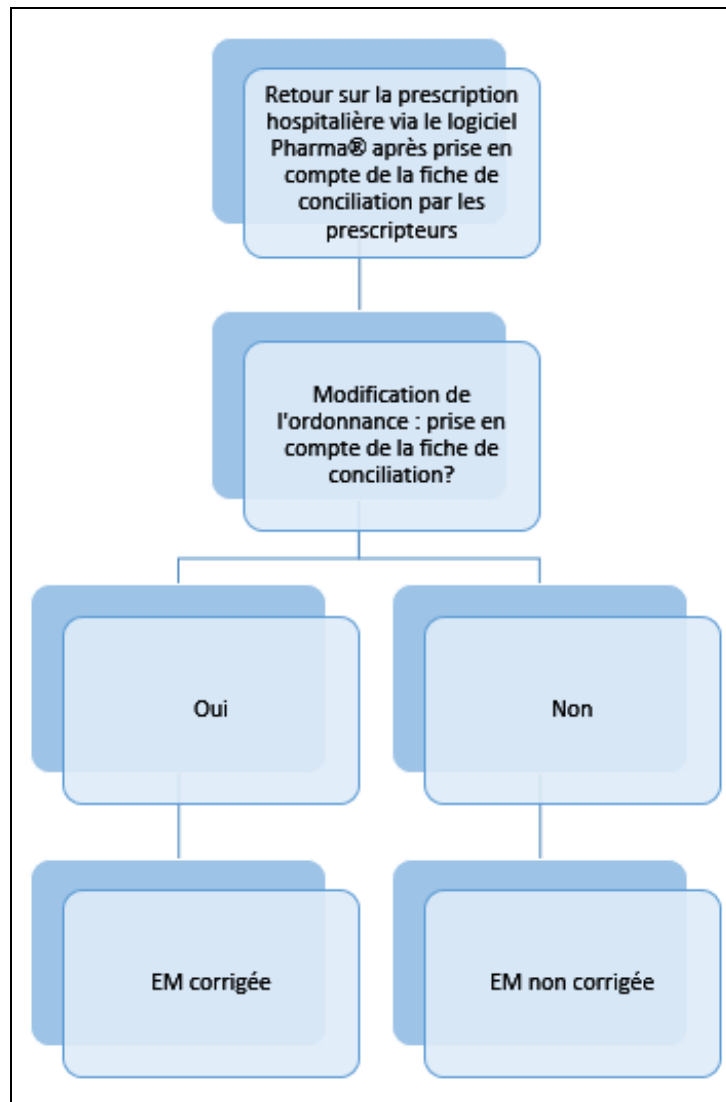 Retour sur la prescription
hospitalière via le logiciel
Pharma® après prise en
compte de la fiche de
conciliation par les
prescripteurs
Modification de
l'ordonnance : prise en
compte de la fiche de
conciliation?
Oui
Non
EM corrigée
EM non corrigée